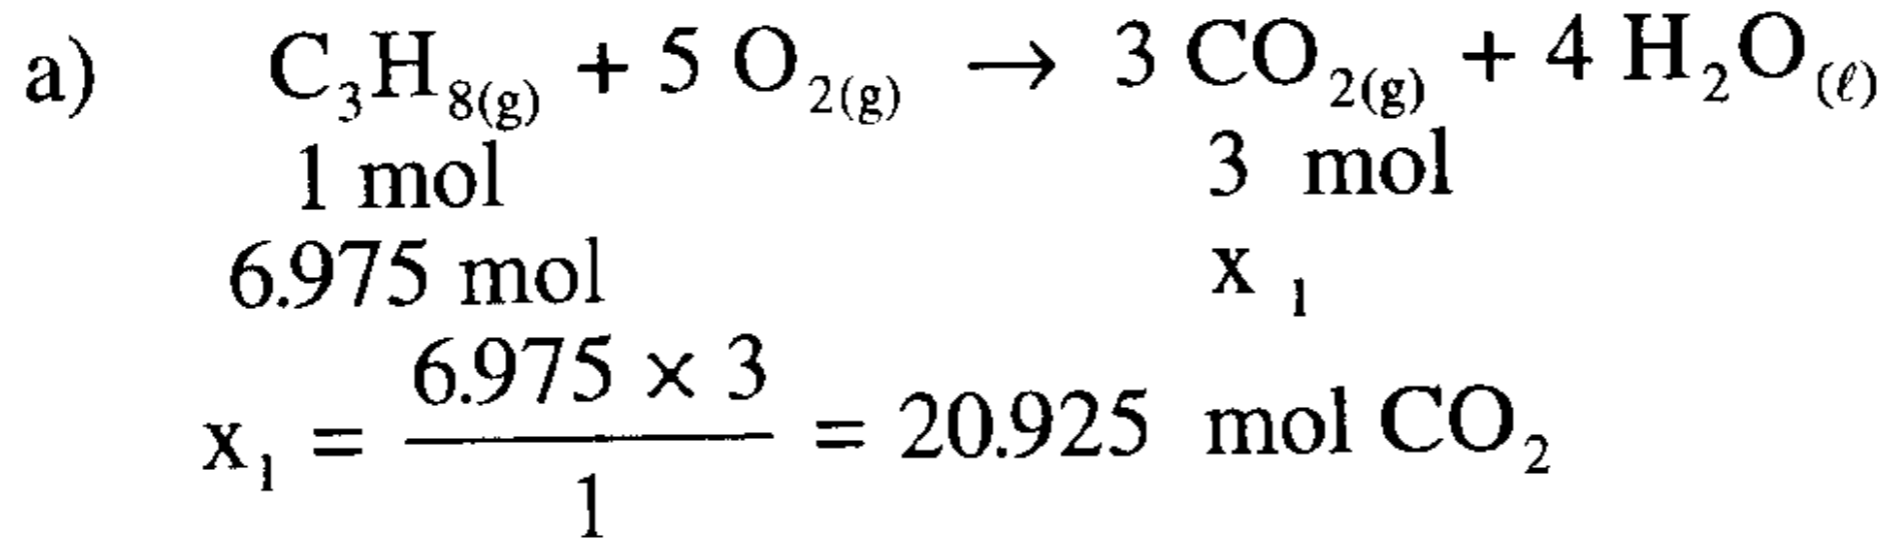 a) C₃H₈(g) + 5 O₂(g) → 3 CO₂(g) + 4 H₂O(ℓ)
1 mol 3 mol
6.975 mol x₁
x₁ = 6.975 × 3 / 1 = 20.925 mol CO₂